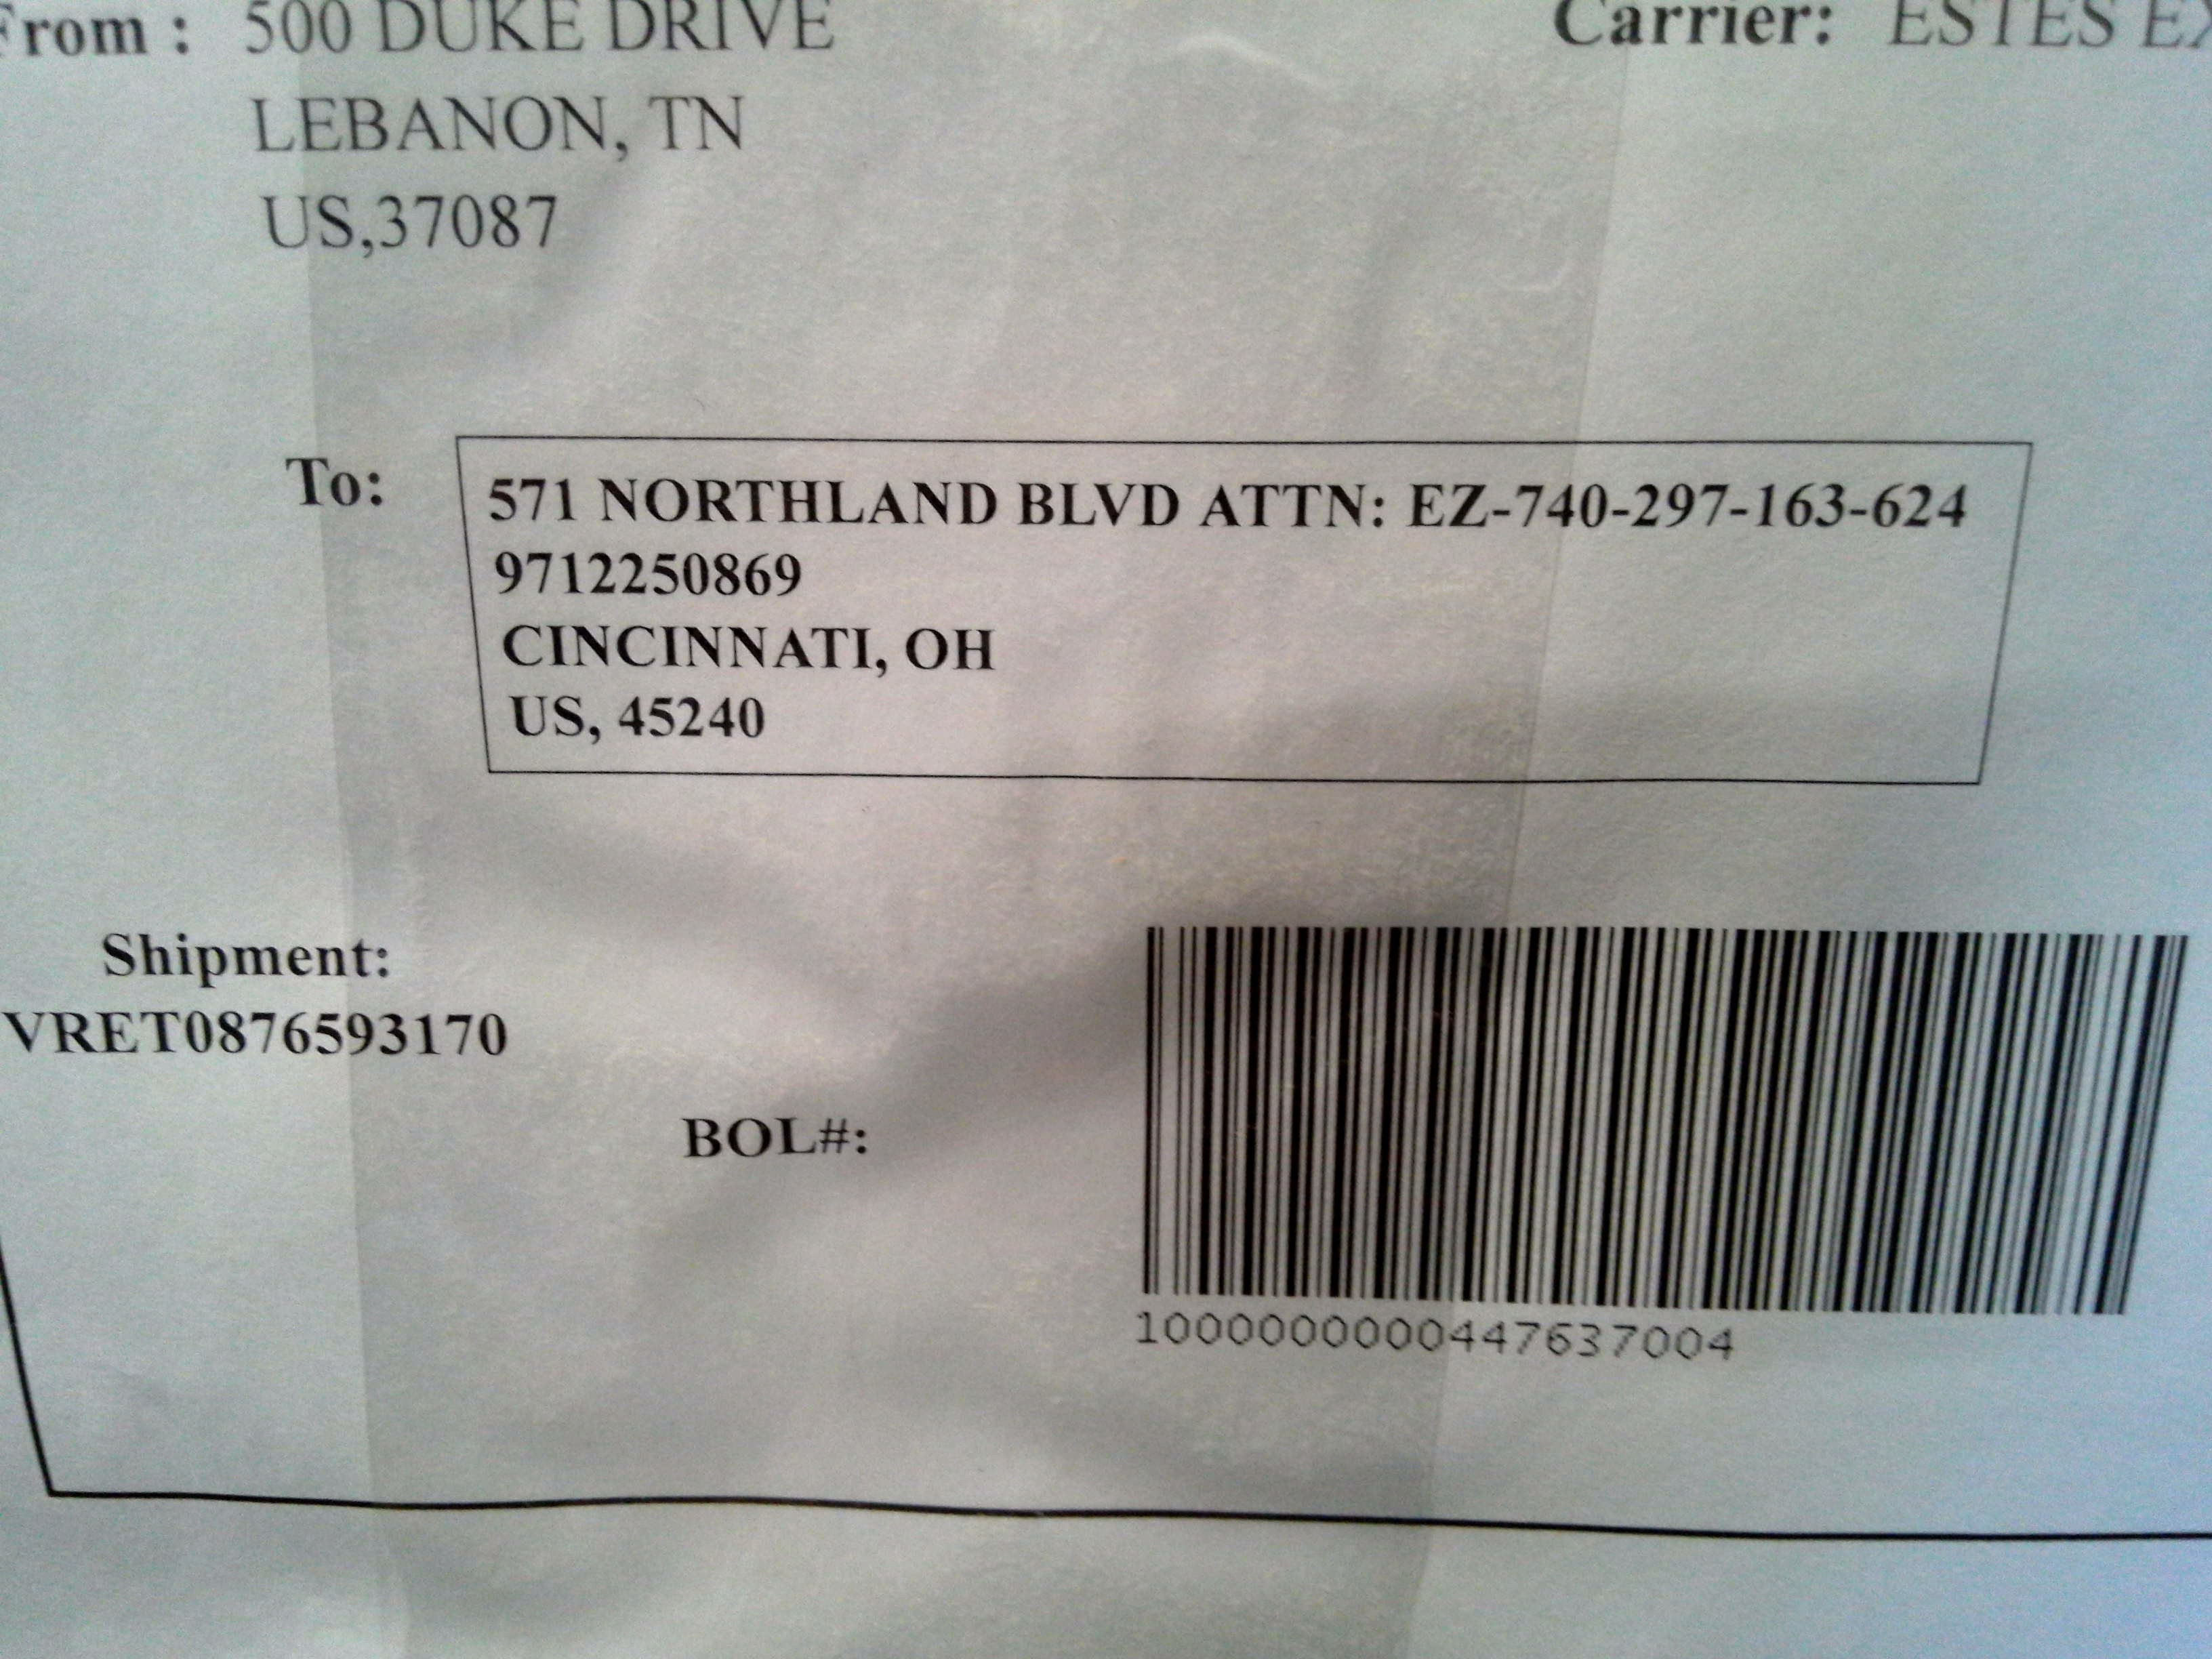 From : 500 DUKE DRIVE
LEBANON, TN
US,37087
Carrier: ESTES
To:
571 NORTHLAND BLVD ATTN: EZ-740-297-163-624
9712250869
CINCINNATI, OH
US, 45240
Shipment:
VRET0876593170
BOL#:
1000000000447637004